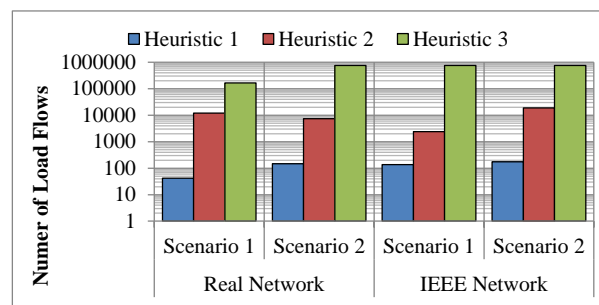 Heuristic 1 Heuristic 2 Heuristic 3
Numer of Load Flows
1000000
100000
10000
1000
100
10
1
Scenario 1 Scenario 2 Scenario 1 Scenario 2
Real Network IEEE Network